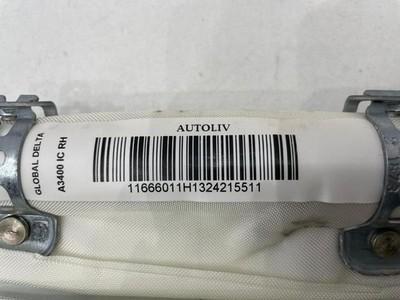 GLOBAL DELTA
A3400 IC RH
AUTOLIV
11666011H1324215511